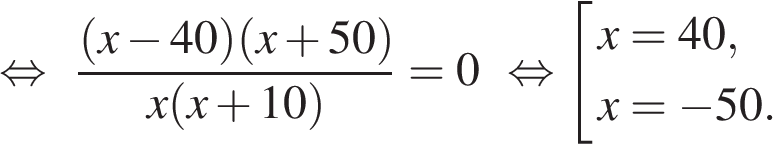 ⇔ (x − 40)(x + 50) / x(x + 10) = 0 ⇔ [ x = 40,
x = −50.